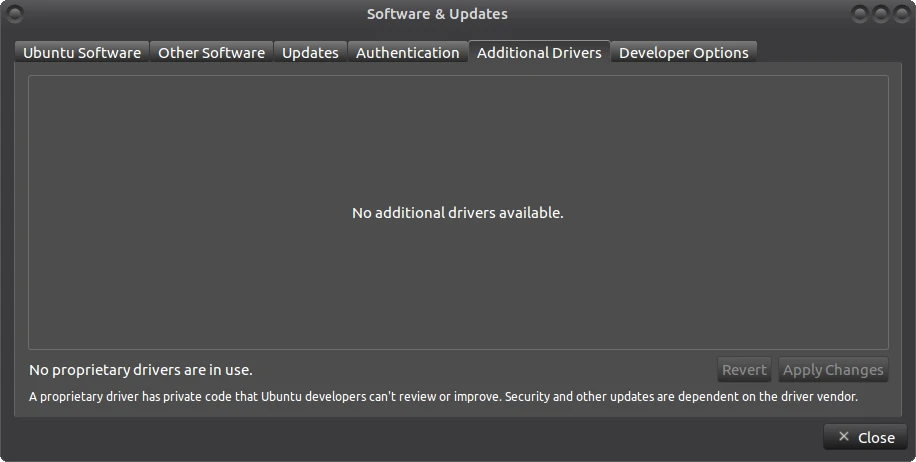 Software & Updates
Ubuntu Software Other Software Updates Authentication Additional Drivers Developer Options
No additional drivers available.
No proprietary drivers are in use.
Revert Apply Changes
A proprietary driver has private code that Ubuntu developers can't review or improve. Security and other updates are dependent on the driver vendor.
Close